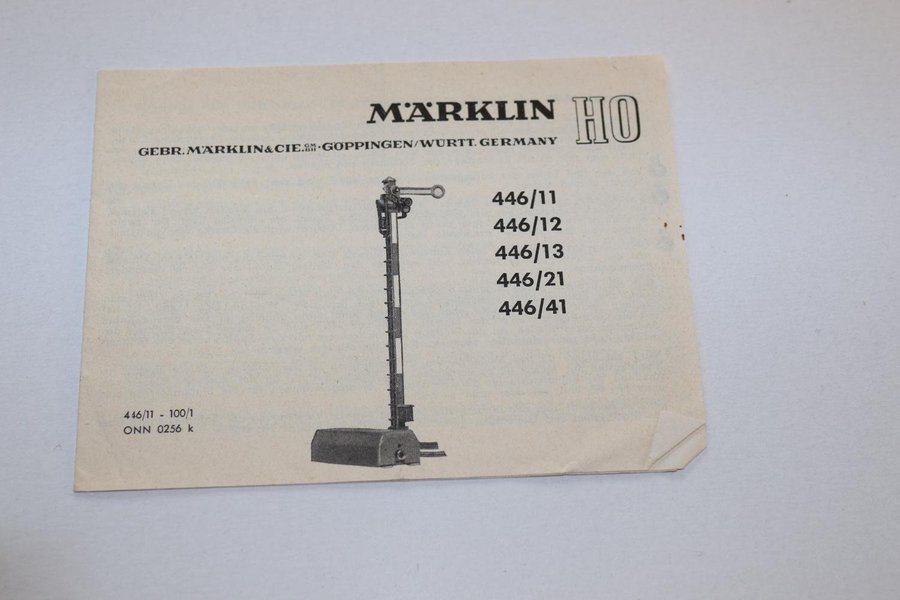 MÄRKLIN HO
GEBR. MÄRKLIN & CIE. GMBH · GÖPPINGEN/WÜRTT. GERMANY
446/11
446/12
446/13
446/21
446/41
446/11 - 100/1
ONN 0256 k